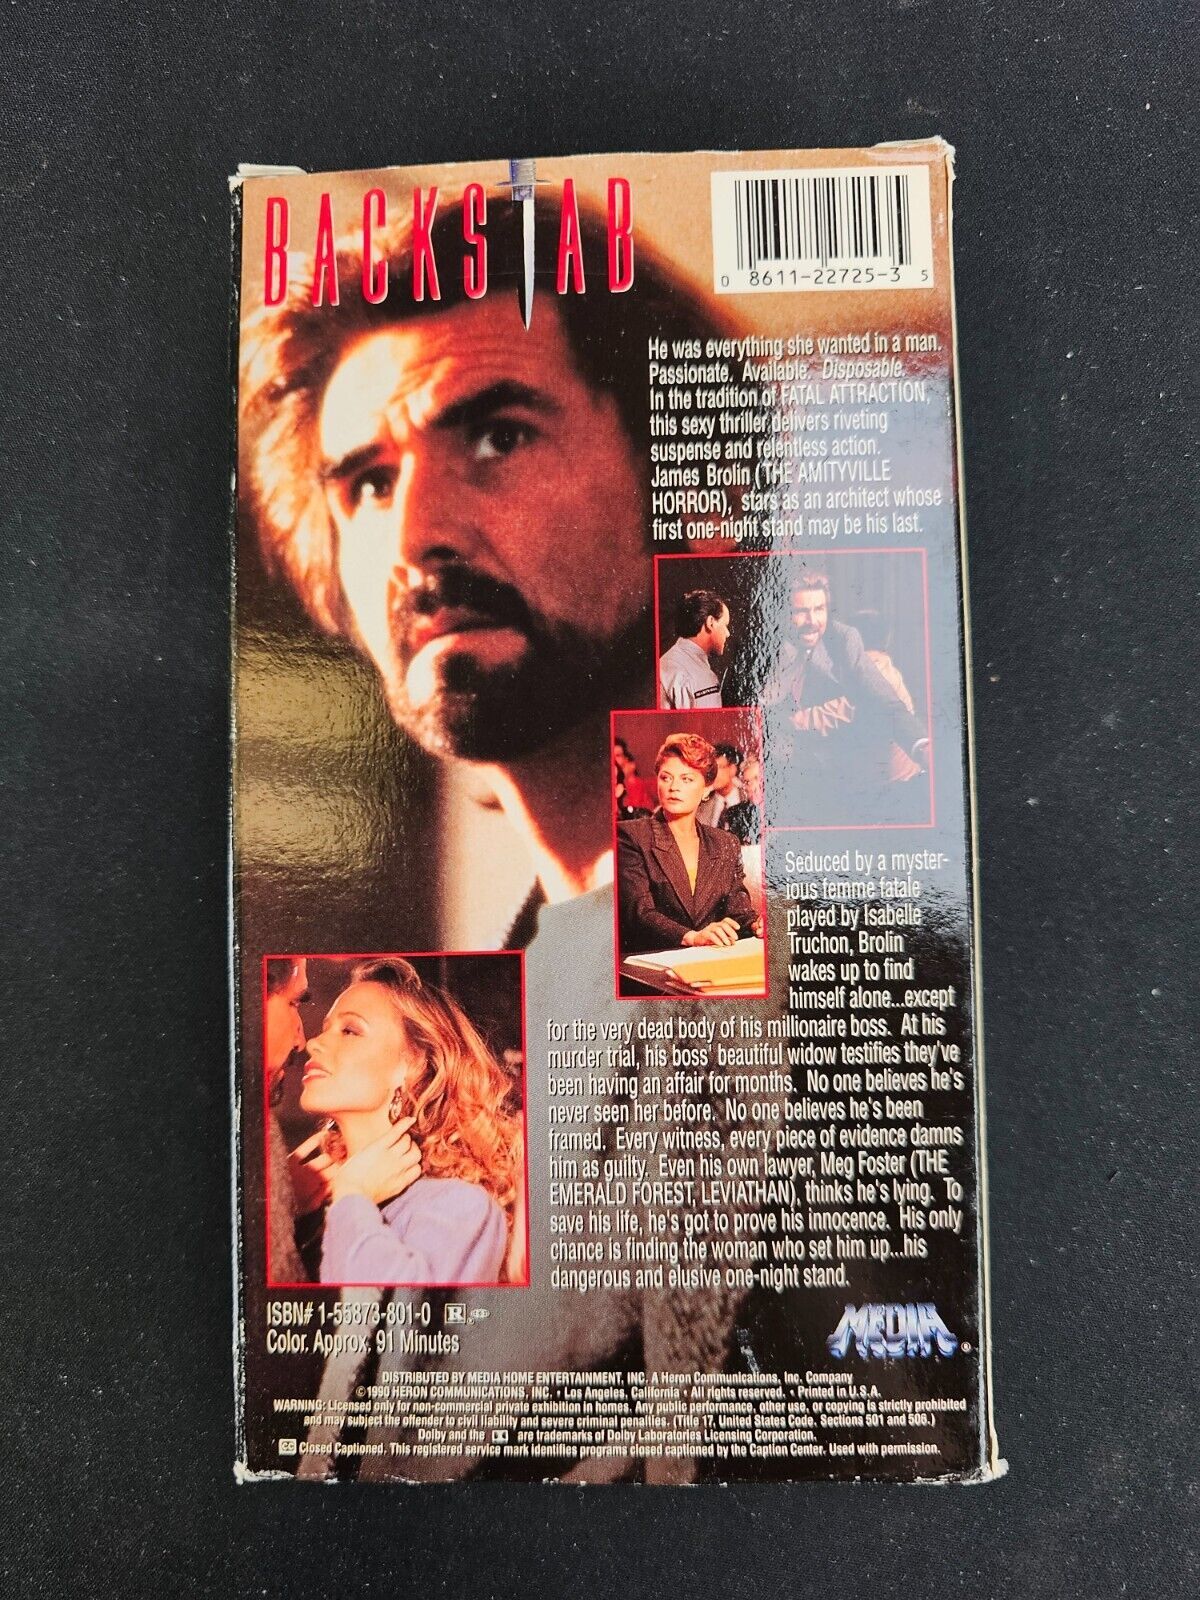 BACKSTAB
0 8611-22725-3 5
He was everything she wanted in a man.
Passionate. Available. Disposable.
In the tradition of FATAL ATTRACTION,
this sexy thriller delivers riveting
suspense and relentless action.
James Brolin (THE AMITYVILLE
HORROR), stars as an architect whose
first one-night stand may be his last.
Seduced by a myster-
ious femme fatale
played by Isabelle
Truchon, Brolin
wakes up to find
himself alone...except
for the very dead body of his millionaire boss. At his
murder trial, his boss' beautiful widow testifies they've
been having an affair for months. No one believes he's
never seen her before. No one believes he's been
framed. Every witness, every piece of evidence damns
him as guilty. Even his own lawyer, Meg Foster (THE
EMERALD FOREST, LEVIATHAN), thinks he's lying. To
save his life, he's got to prove his innocence. His only
chance is finding the woman who set him up...his
dangerous and elusive one-night stand.
ISBN# 1-55873-801-0 R
Color. Approx. 91 Minutes
MEDIA ®
DISTRIBUTED BY MEDIA HOME ENTERTAINMENT, INC. A Heron Communications, Inc. Company
©1990 HERON COMMUNICATIONS, INC. • Los Angeles, California • All rights reserved. • Printed in U.S.A.
WARNING: Licensed only for non-commercial private exhibition in homes. Any public performance, other use, or copying is strictly prohibited
and may subject the offender to civil liability and severe criminal penalties. (Title 17, United States Code, Sections 501 and 506.)
Dolby and the are trademarks of Dolby Laboratories Licensing Corporation.
CC Closed Captioned. This registered service mark identifies programs closed captioned by the Caption Center. Used with permission.